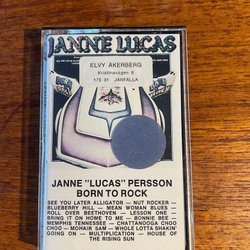 JANNE LUCAS
ELVY ÅKERBERG
Kristinavägen 8
175 31 JÄRFÄLLA
JANNE "LUCAS" PERSSON
BORN TO ROCK
SEE YOU LATER ALLIGATOR — NUT ROCKER —
BLUEBERRY HILL — MEAN WOMAN BLUES —
ROLL OVER BEETHOVEN — LESSON ONE —
BRING IT ON HOME TO ME — BONNIE BEE —
MEMPHIS TENNESSEE — CHATTANOOGA CHOO
CHOO — MOHAIR SAM — WHOLE LOTTA SHAKIN'
GOING ON — MULTIPLICATION — HOUSE OF
THE RISING SUN